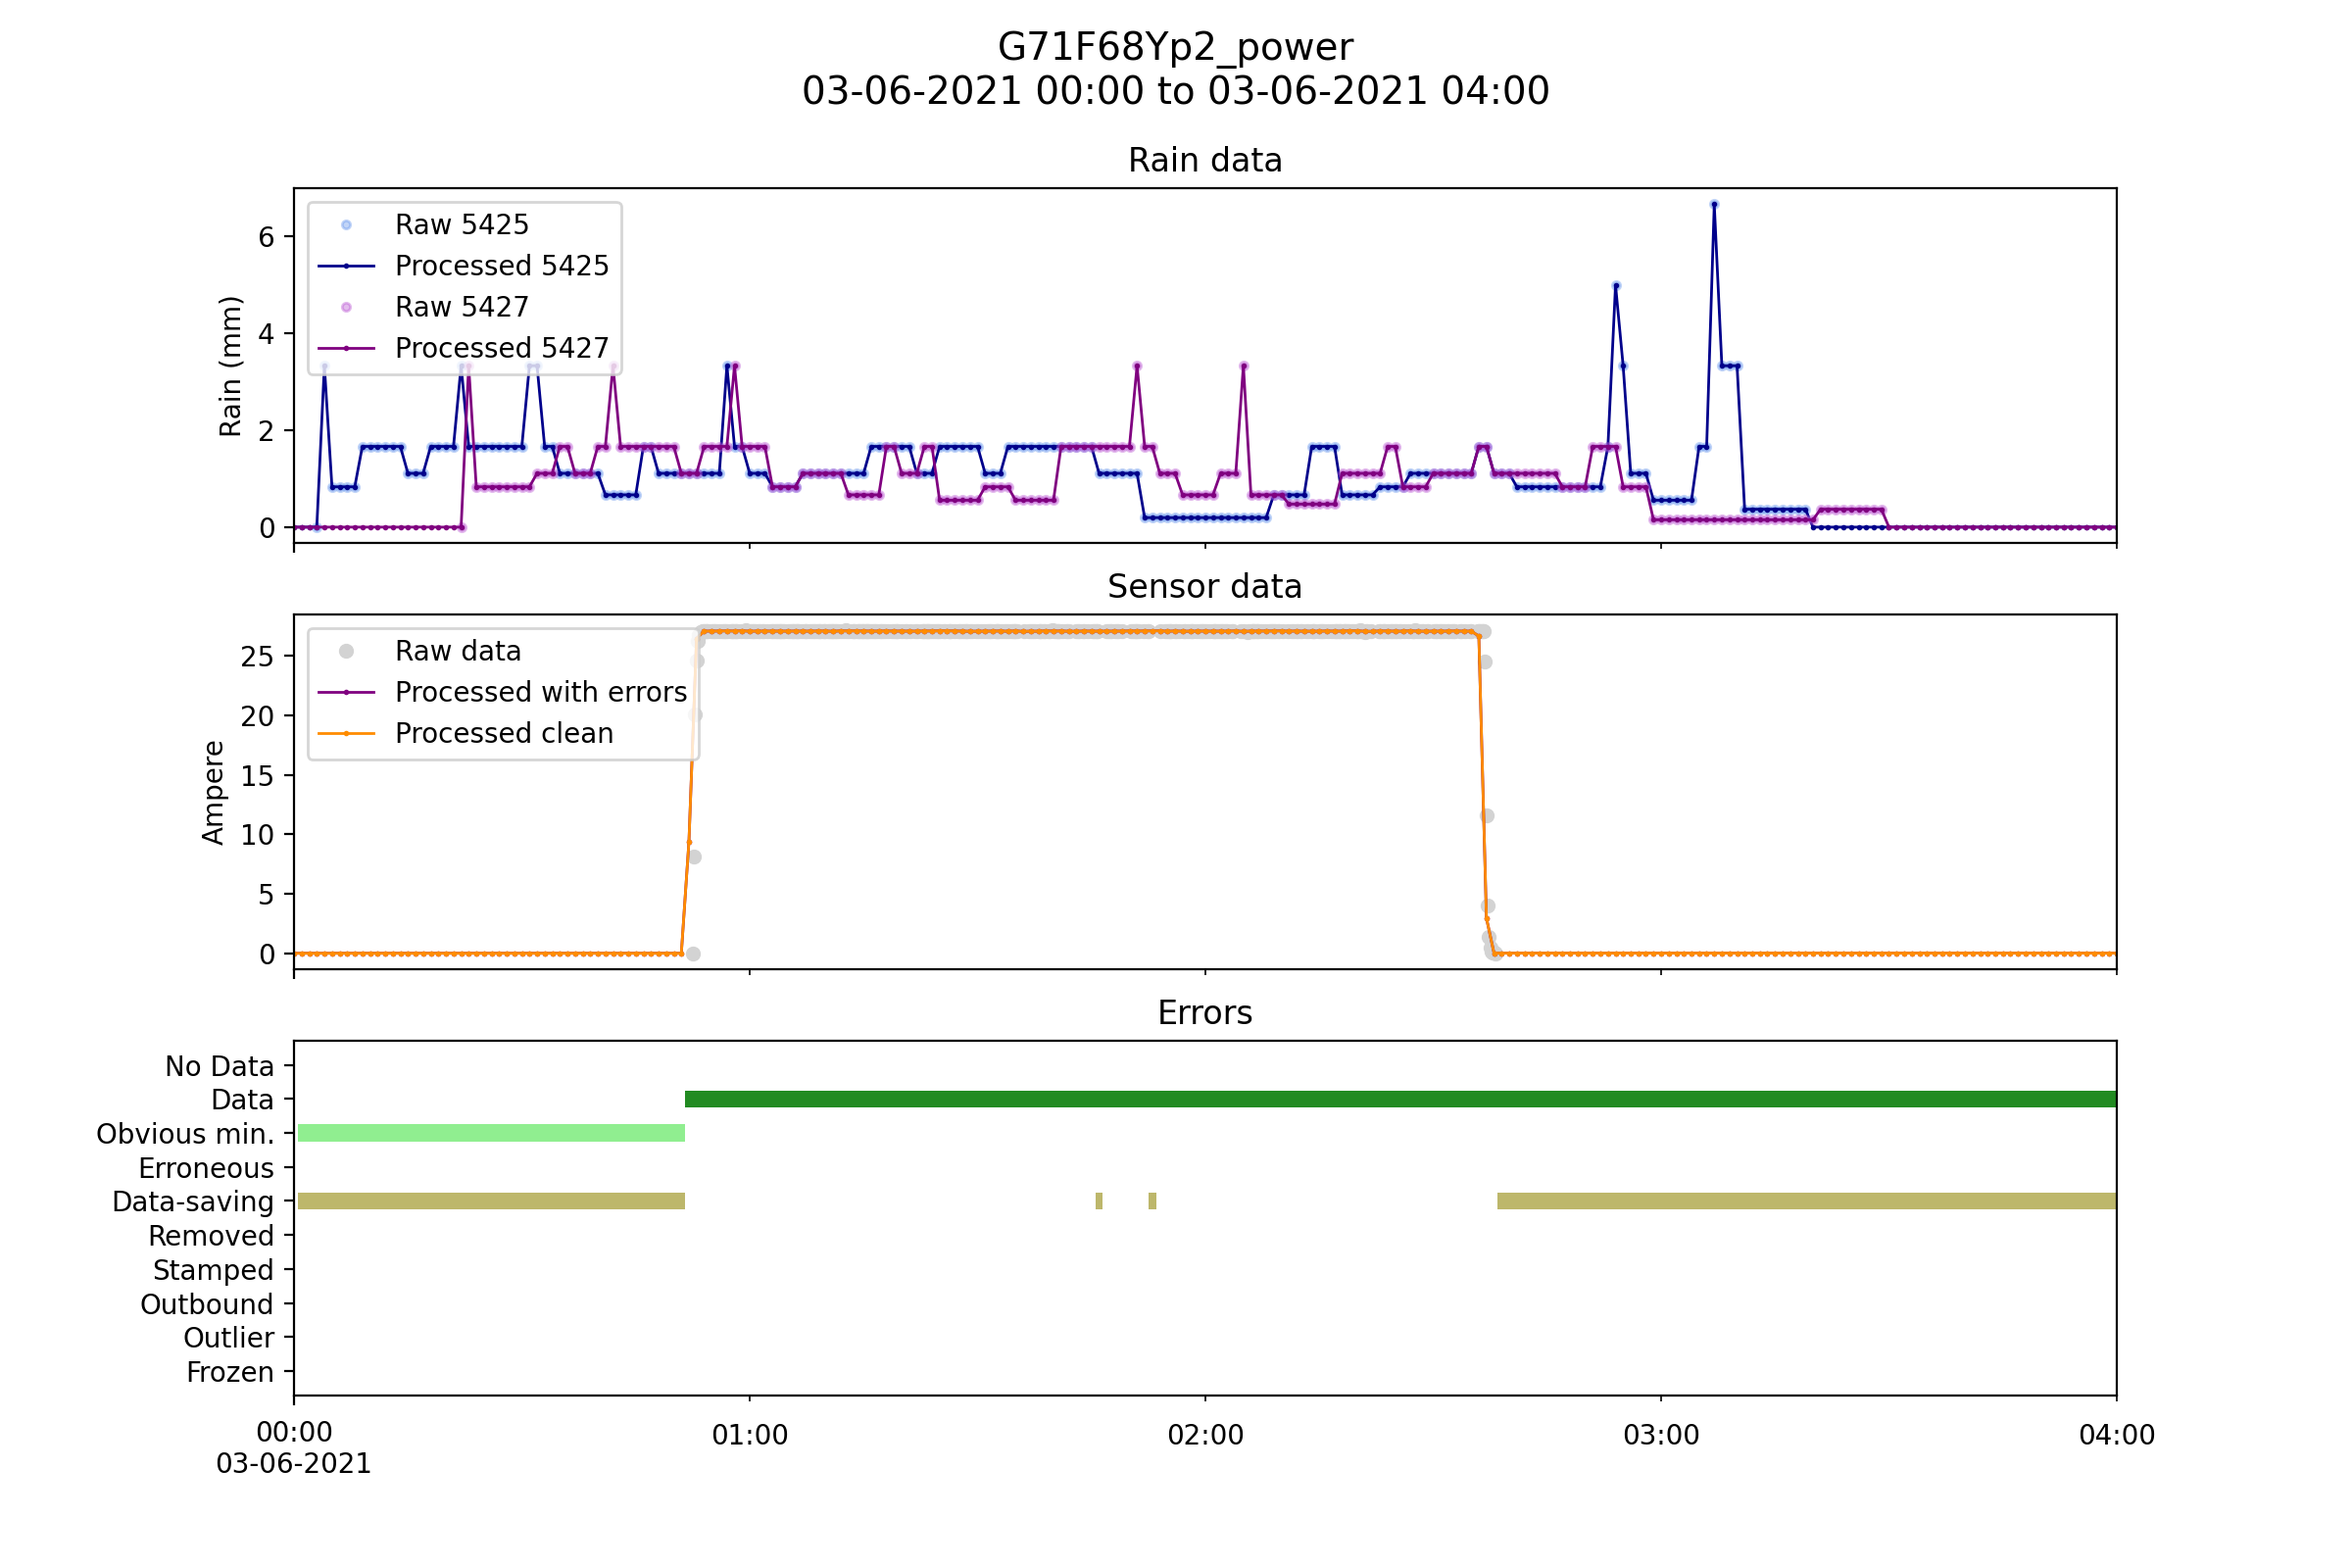 G71F68Yp2_power
03-06-2021 00:00 to 03-06-2021 04:00
Rain data
Rain (mm)
6
4
2
0
Raw 5425
Processed 5425
Raw 5427
Processed 5427
Sensor data
Ampere
25
20
15
10
5
0
Raw data
Processed with errors
Processed clean
Errors
No Data
Data
Obvious min.
Erroneous
Data-saving
Removed
Stamped
Outbound
Outlier
Frozen
00:00 01:00 02:00 03:00 04:00
03-06-2021